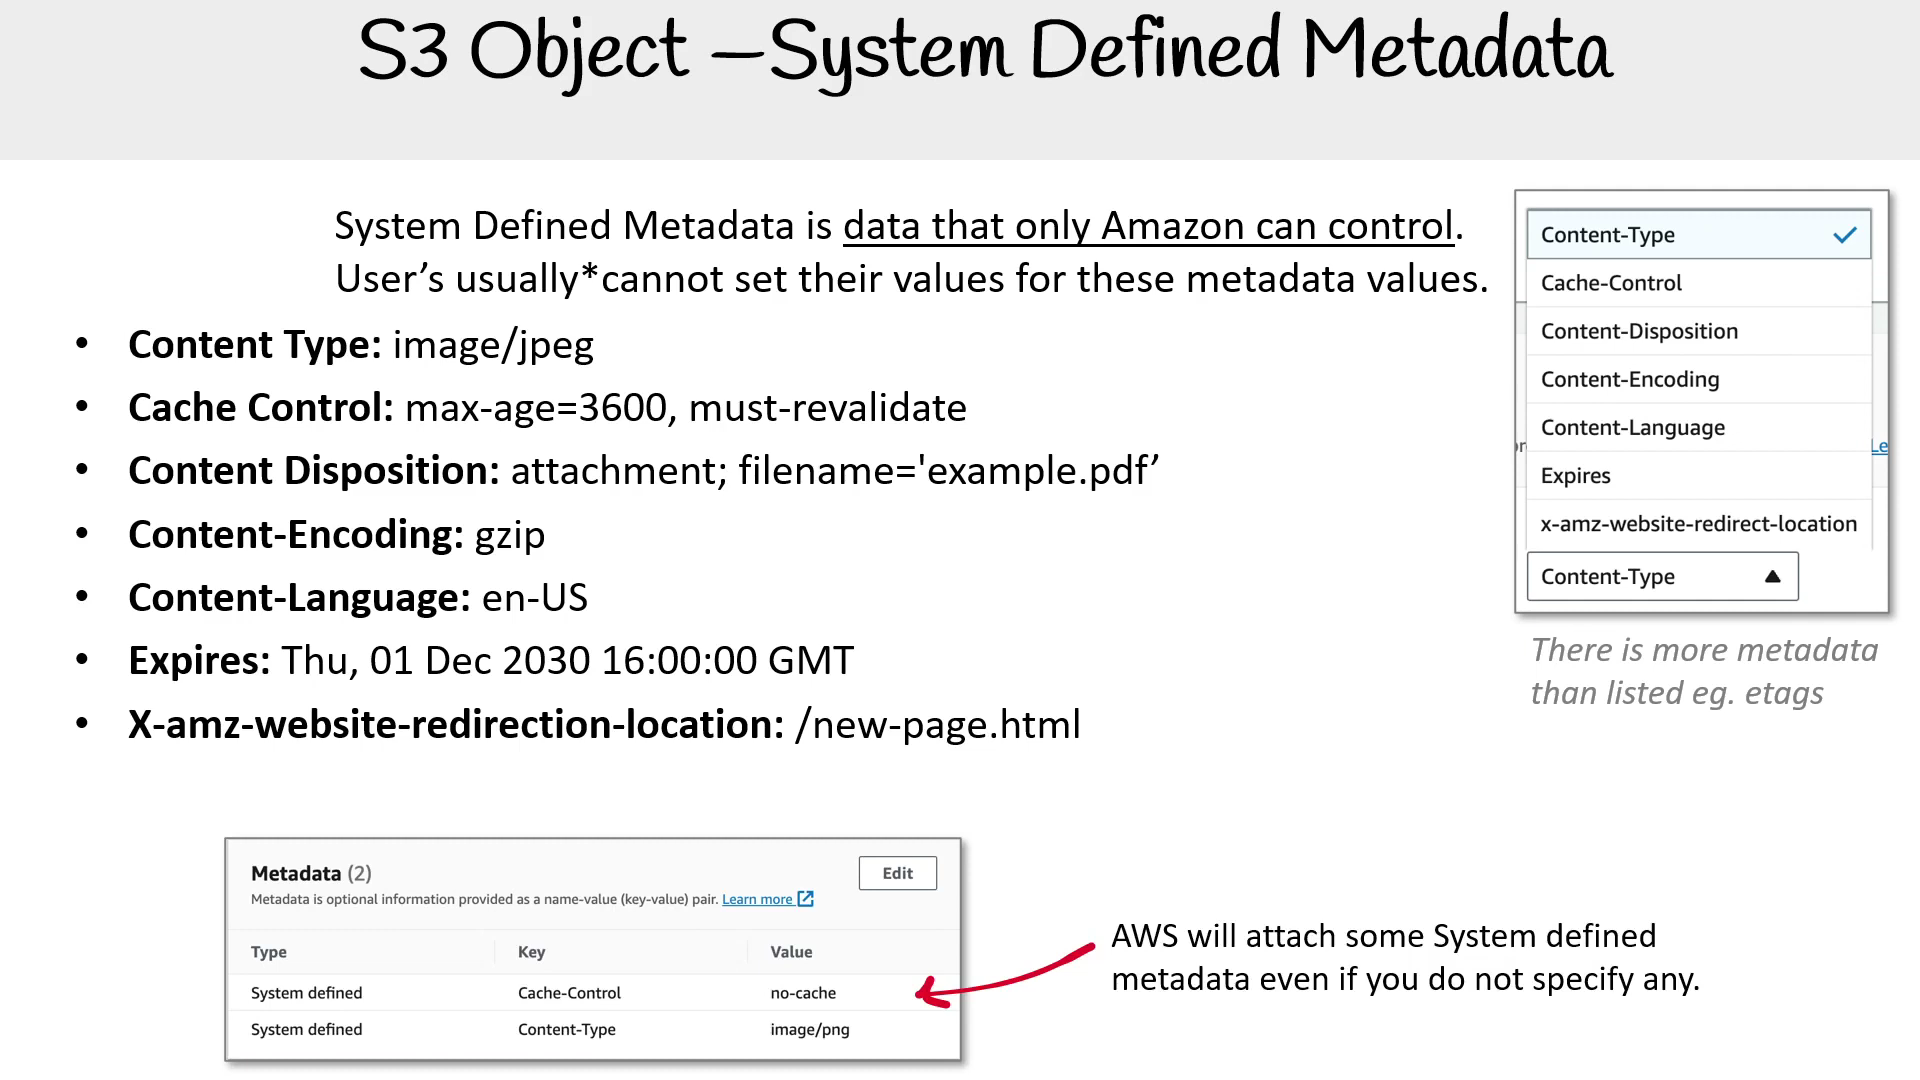 S3 Object —System Defined Metadata
System Defined Metadata is data that only Amazon can control.
User’s usually*cannot set their values for these metadata values.
• Content Type: image/jpeg
• Cache Control: max-age=3600, must-revalidate
• Content Disposition: attachment; filename='example.pdf’
• Content-Encoding: gzip
• Content-Language: en-US
• Expires: Thu, 01 Dec 2030 16:00:00 GMT
• X-amz-website-redirection-location: /new-page.html
Content-Type
Cache-Control
Content-Disposition
Content-Encoding
Content-Language
Expires
x-amz-website-redirect-location
Content-Type
There is more metadata
than listed eg. etags
Metadata (2)
Edit
Metadata is optional information provided as a name-value (key-value) pair. Learn more
Type Key Value
System defined Cache-Control no-cache
System defined Content-Type image/png
AWS will attach some System defined
metadata even if you do not specify any.